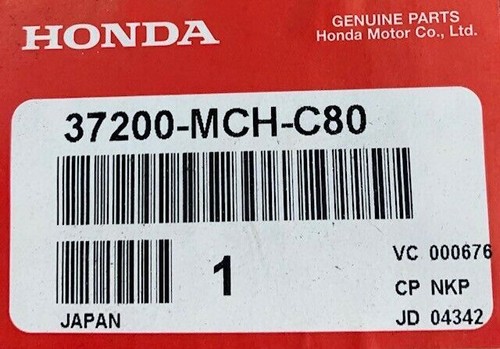 HONDA
GENUINE PARTS
Honda Motor Co., Ltd.
37200-MCH-C80
1
VC 000676
CP NKP
JAPAN
JD 04342